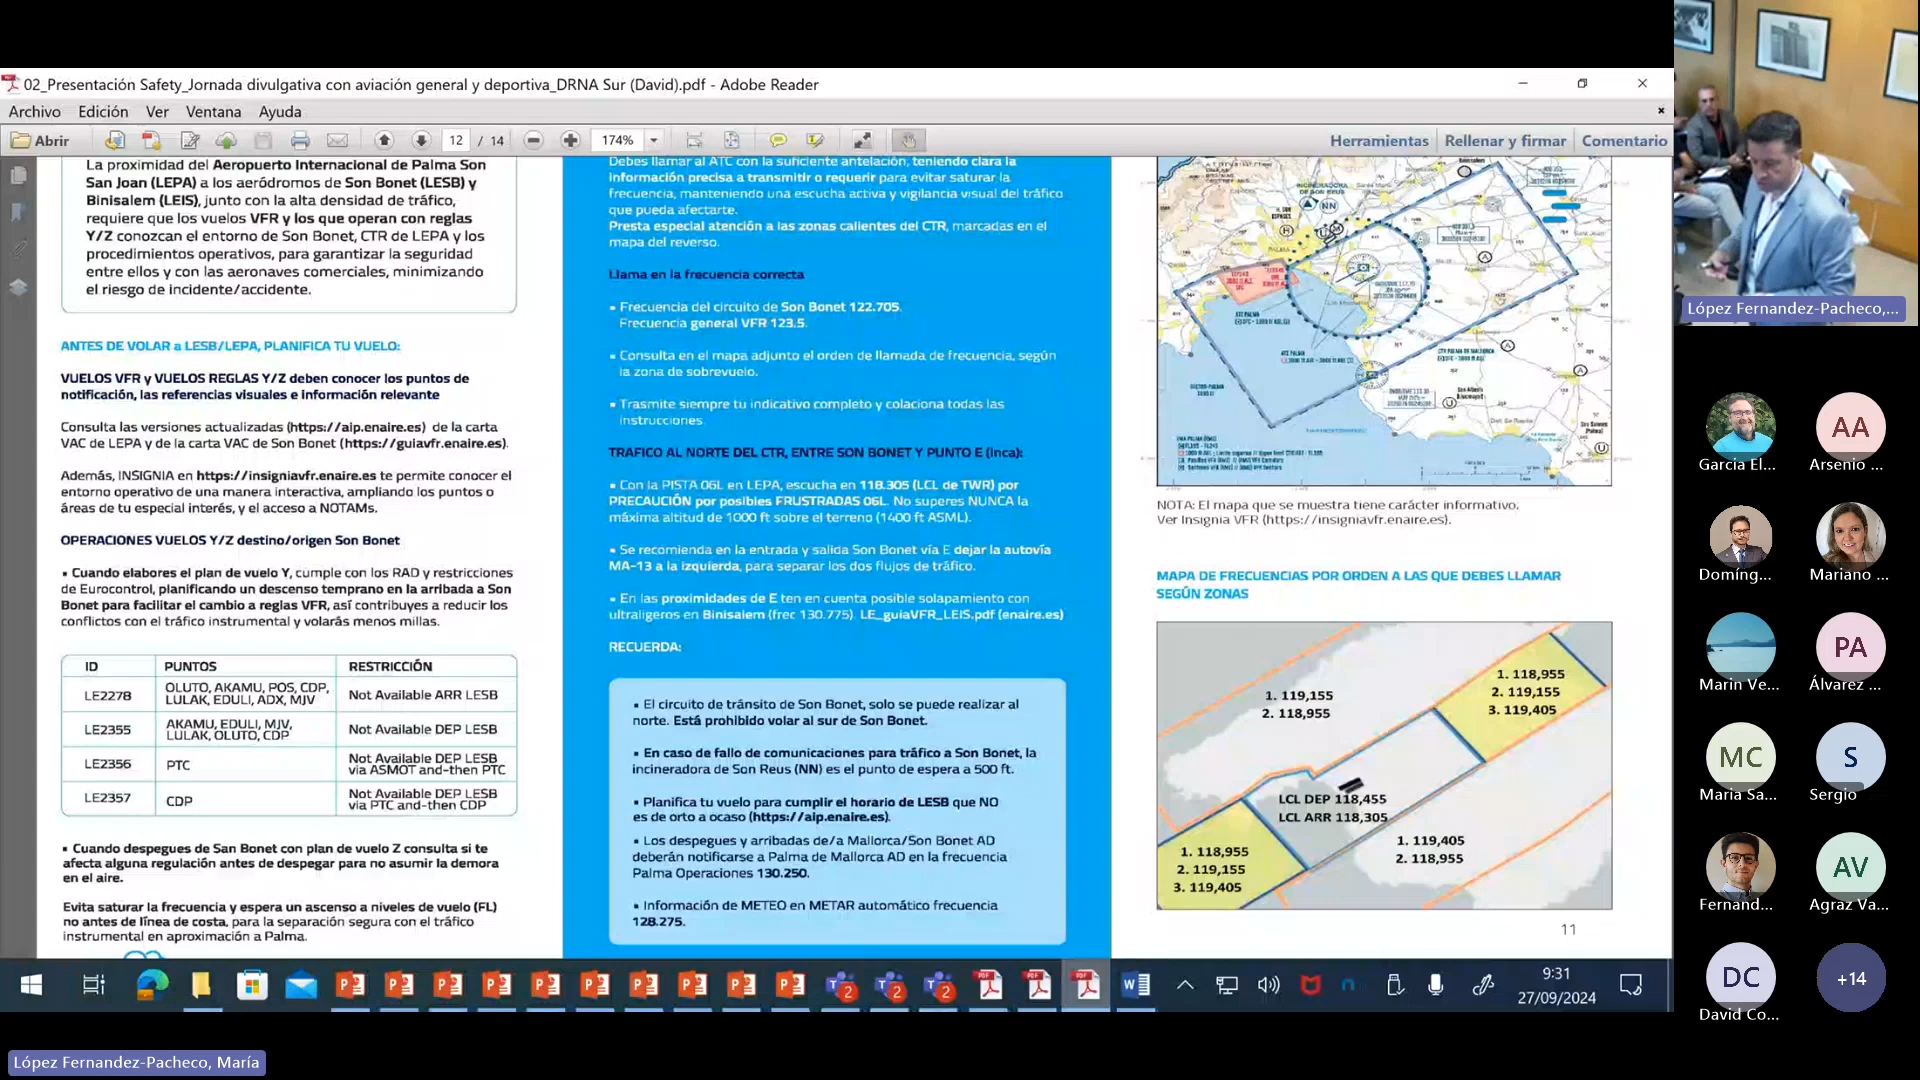 02_Presentación Safety_Jornada divulgativa con aviación general y deportiva_DRNA Sur (David).pdf - Adobe Reader
Archivo Edición Ver Ventana Ayuda
Abrir 12 / 14 174% Herramientas Rellenar y firmar Comentario
La proximidad del Aeropuerto Internacional de Palma Son
San Joan (LEPA) a los aeródromos de Son Bonet (LESB) y
Binisalem (LEIS), junto con la alta densidad de tráfico,
requiere que los vuelos VFR y los que operan con reglas
Y/Z conozcan el entorno de Son Bonet, CTR de LEPA y los
procedimientos operativos, para garantizar la seguridad
entre ellos y con las aeronaves comerciales, minimizando
el riesgo de incidente/accidente.
ANTES DE VOLAR a LESB/LEPA, PLANIFICA TU VUELO:
VUELOS VFR y VUELOS REGLAS Y/Z deben conocer los puntos de
notificación, las referencias visuales e información relevante
Consulta las versiones actualizadas (https://aip.enaire.es) de la carta
VAC de LEPA y de la carta VAC de Son Bonet (https://guiavfr.enaire.es).
Además, INSIGNIA en https://insigniavfr.enaire.es te permite conocer el
entorno operativo de una manera interactiva, ampliando los puntos o
áreas de tu especial interés, y el acceso a NOTAMs.
OPERACIONES VUELOS Y/Z destino/origen Son Bonet
▪ Cuando elabores el plan de vuelo Y, cumple con los RAD y restricciones
de Eurocontrol, planificando un descenso temprano en la arribada a Son
Bonet para facilitar el cambio a reglas VFR, así contribuyes a reducir los
conflictos con el tráfico instrumental y volarás menos millas.
ID PUNTOS RESTRICCIÓN
LE2278 OLUTO, AKAMU, POS, CDP, LULAK, EDULI, ADX, MJV Not Available ARR LESB
LE2355 AKAMU, EDULI, MJV, LULAK, OLUTO, CDP Not Available DEP LESB
LE2356 PTC Not Available DEP LESB via ASMOT and-then PTC
LE2357 CDP Not Available DEP LESB via PTC and-then CDP
▪ Cuando despegues de San Bonet con plan de vuelo Z consulta si te
afecta alguna regulación antes de despegar para no asumir la demora
en el aire.
Evita saturar la frecuencia y espera un ascenso a niveles de vuelo (FL)
no antes de línea de costa, para la separación segura con el tráfico
instrumental en aproximación a Palma.
Debes llamar al ATC con la suficiente antelación, teniendo clara la
información precisa a transmitir o requerir para evitar saturar la
frecuencia, manteniendo una escucha activa y vigilancia visual del tráfico
que pueda afectarte.
Presta especial atención a las zonas calientes del CTR, marcadas en el
mapa del reverso.
Llama en la frecuencia correcta
▪ Frecuencia del circuito de Son Bonet 122.705.
Frecuencia general VFR 123.5.
▪ Consulta en el mapa adjunto el orden de llamada de frecuencia, según
la zona de sobrevuelo.
▪ Trasmite siempre tu indicativo completo y colaciona todas las
instrucciones.
TRAFICO AL NORTE DEL CTR, ENTRE SON BONET Y PUNTO E (Inca):
▪ Con la PISTA 06L en LEPA, escucha en 118.305 (LCL de TWR) por
PRECAUCIÓN por posibles FRUSTRADAS 06L. No superes NUNCA la
máxima altitud de 1000 ft sobre el terreno (1400 ft ASML).
▪ Se recomienda en la entrada y salida Son Bonet vía E dejar la autovía
MA-13 a la izquierda, para separar los dos flujos de tráfico.
▪ En las proximidades de E ten en cuenta posible solapamiento con
ultraligeros en Binisalem (frec 130.775). LE_guiaVFR_LEIS.pdf (enaire.es)
RECUERDA:
▪ El circuito de tránsito de Son Bonet, solo se puede realizar al
norte. Está prohibido volar al sur de Son Bonet.
▪ En caso de fallo de comunicaciones para tráfico a Son Bonet, la
incineradora de Son Reus (NN) es el punto de espera a 500 ft.
▪ Planifica tu vuelo para cumplir el horario de LESB que NO
es de orto a ocaso (https://aip.enaire.es).
▪ Los despegues y arribadas de/a Mallorca/Son Bonet AD
deberán notificarse a Palma de Mallorca AD en la frecuencia
Palma Operaciones 130.250.
▪ Información de METEO en METAR automático frecuencia
128.275.
INCINERADORA
DE SON REUS
NN
NOTA: El mapa que se muestra tiene carácter informativo.
Ver Insignia VFR (https://insigniavfr.enaire.es).
MAPA DE FRECUENCIAS POR ORDEN A LAS QUE DEBES LLAMAR
SEGÚN ZONAS
1. 118,955
2. 119,155
3. 119,405
1. 119,155
2. 118,955
LCL DEP 118,455
LCL ARR 118,305
1. 119,405
2. 118,955
1. 118,955
2. 119,155
3. 119,405
11
9:31
27/09/2024
López Fernandez-Pacheco,...
Garcia El...
AA
Arsenio ...
Domíng...
Mariano ...
Marin Ve...
PA
Álvarez ...
MC
Maria Sa...
S
Sergio
Fernand...
AV
Agraz Va...
DC
David Co...
+14
López Fernandez-Pacheco, María